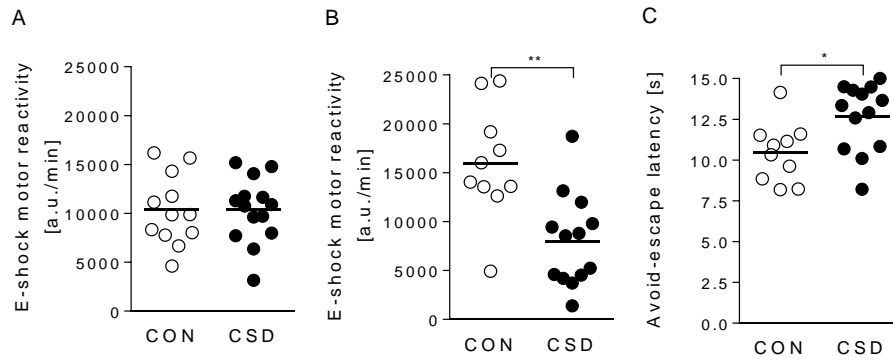 A
E-shock motor reactivity
[a.u./min]
25000
20000
15000
10000
5000
0
CON CSD
B
E-shock motor reactivity
[a.u./min]
**
25000
20000
15000
10000
5000
0
CON CSD
C
Avoid-escape latency [s]
*
15.0
12.5
10.0
7.5
5.0
2.5
0.0
CON CSD